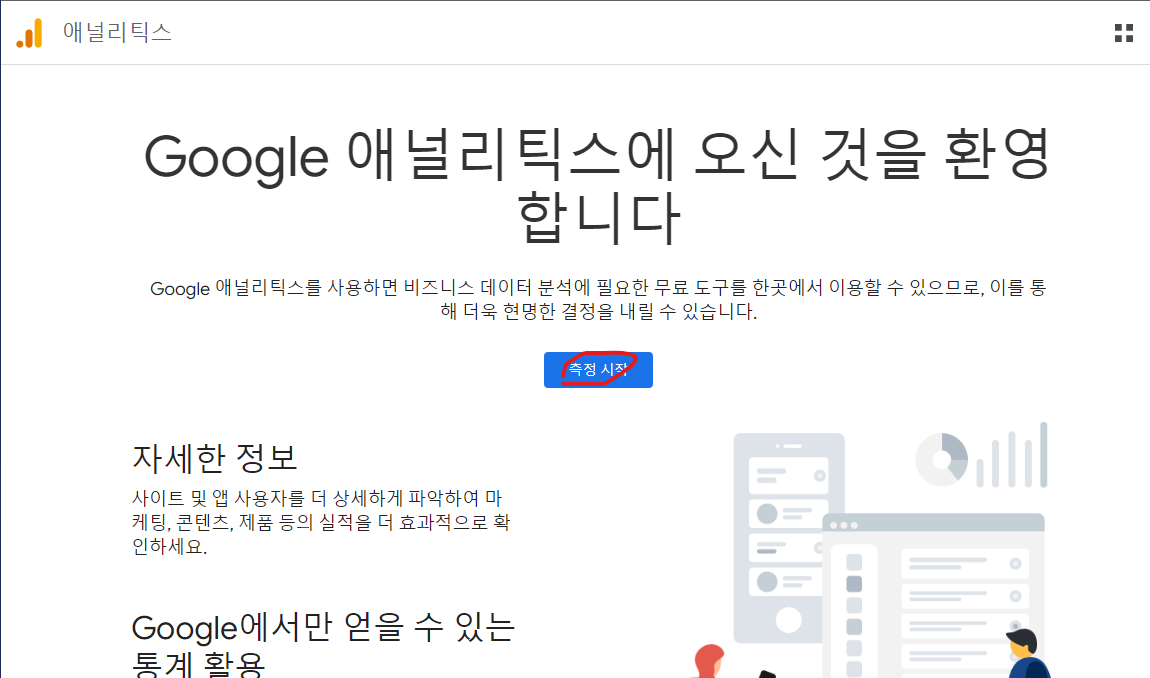 애널리틱스
Google 애널리틱스에 오신 것을 환영
합니다
Google 애널리틱스를 사용하면 비즈니스 데이터 분석에 필요한 무료 도구를 한곳에서 이용할 수 있으므로, 이를 통
해 더욱 현명한 결정을 내릴 수 있습니다.
측정 시작
자세한 정보
사이트 및 앱 사용자를 더 상세하게 파악하여 마
케팅, 콘텐츠, 제품 등의 실적을 더 효과적으로 확
인하세요.
Google에서만 얻을 수 있는
통계 활용